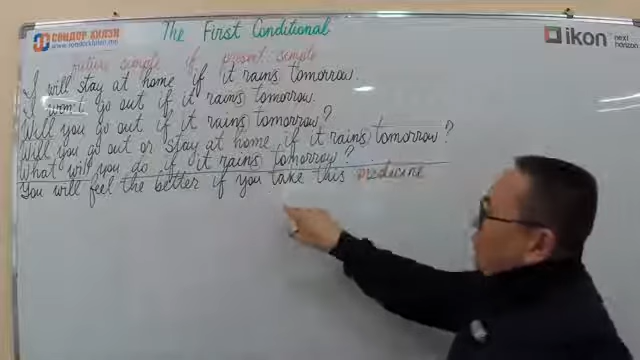 СОНДОР ХЭЛЭН
www.sondorkhelen.mn
The First Conditional
ikon
next horizon
future simple if present simple
I will stay at home if it rains tomorrow.
I won't go out if it rains tomorrow.
Will you go out if it rains tomorrow?
Will you go out or stay at home if it rains tomorrow?
What will you do if it rains tomorrow?
You will feel the better if you take this medicine